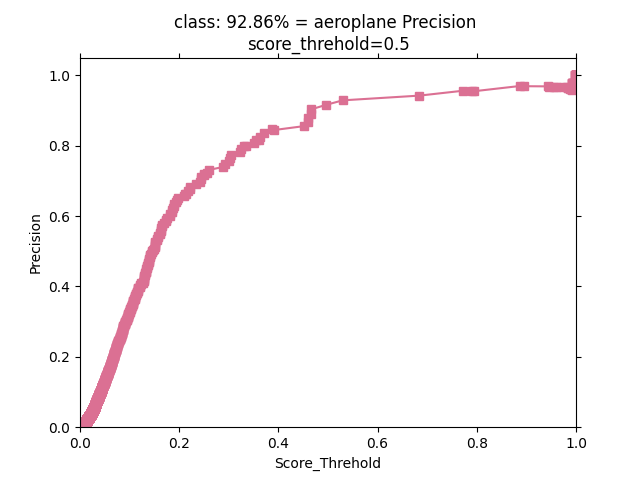 class: 92.86% = aeroplane Precision
score_threhold=0.5
1.0
0.8
0.6
0.4
0.2
0.0
Precision
0.0 0.2 0.4 0.6 0.8 1.0
Score_Threhold